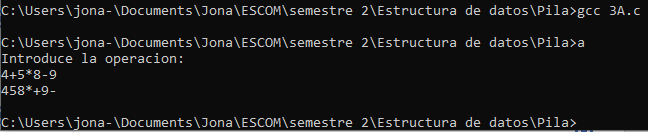 C:\Users\jona-\Documents\Jona\ESCOM\semestre 2\Estructura de datos\Pila>gcc 3A.c
C:\Users\jona-\Documents\Jona\ESCOM\semestre 2\Estructura de datos\Pila>a
Introduce la operacion:
4+5*8-9
458*+9-
C:\Users\jona-\Documents\Jona\ESCOM\semestre 2\Estructura de datos\Pila>